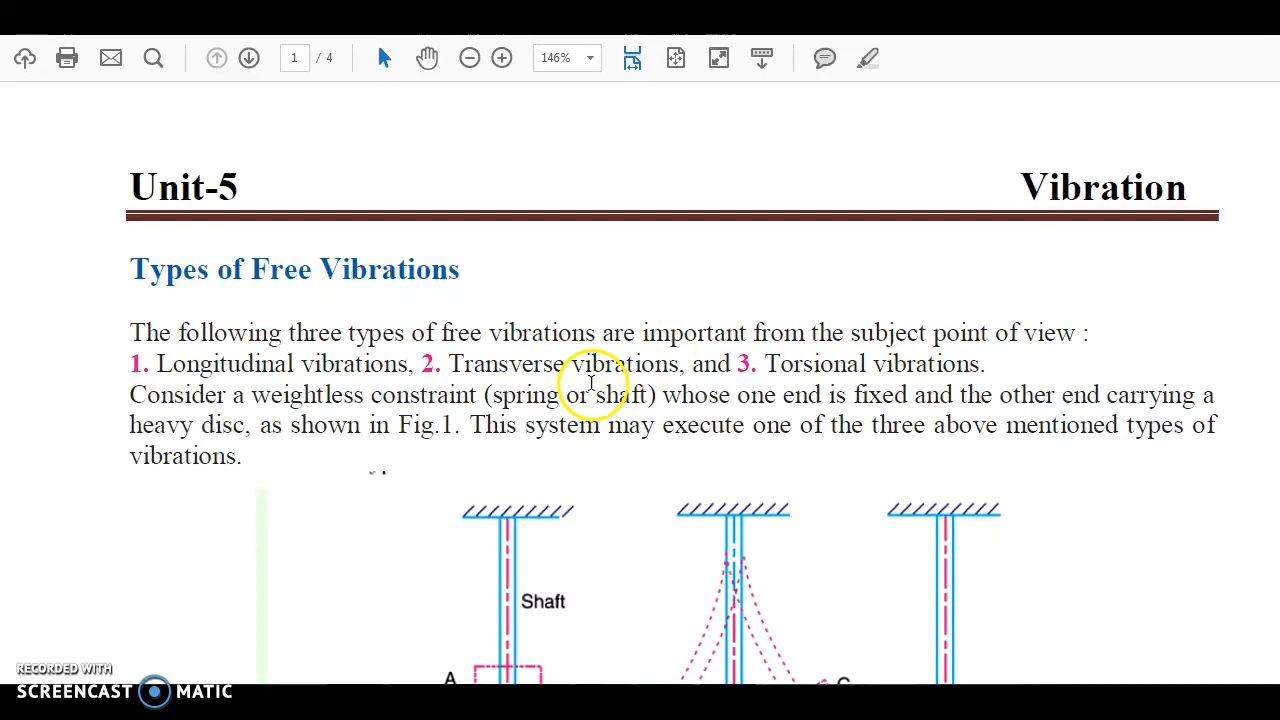 1 / 4
146%
Unit-5 Vibration
Types of Free Vibrations
The following three types of free vibrations are important from the subject point of view :
1. Longitudinal vibrations, 2. Transverse vibrations, and 3. Torsional vibrations.
Consider a weightless constraint (spring or shaft) whose one end is fixed and the other end carrying a
heavy disc, as shown in Fig.1. This system may execute one of the three above mentioned types of
vibrations.
Shaft
A
RECORDED WITH
SCREENCAST MATIC